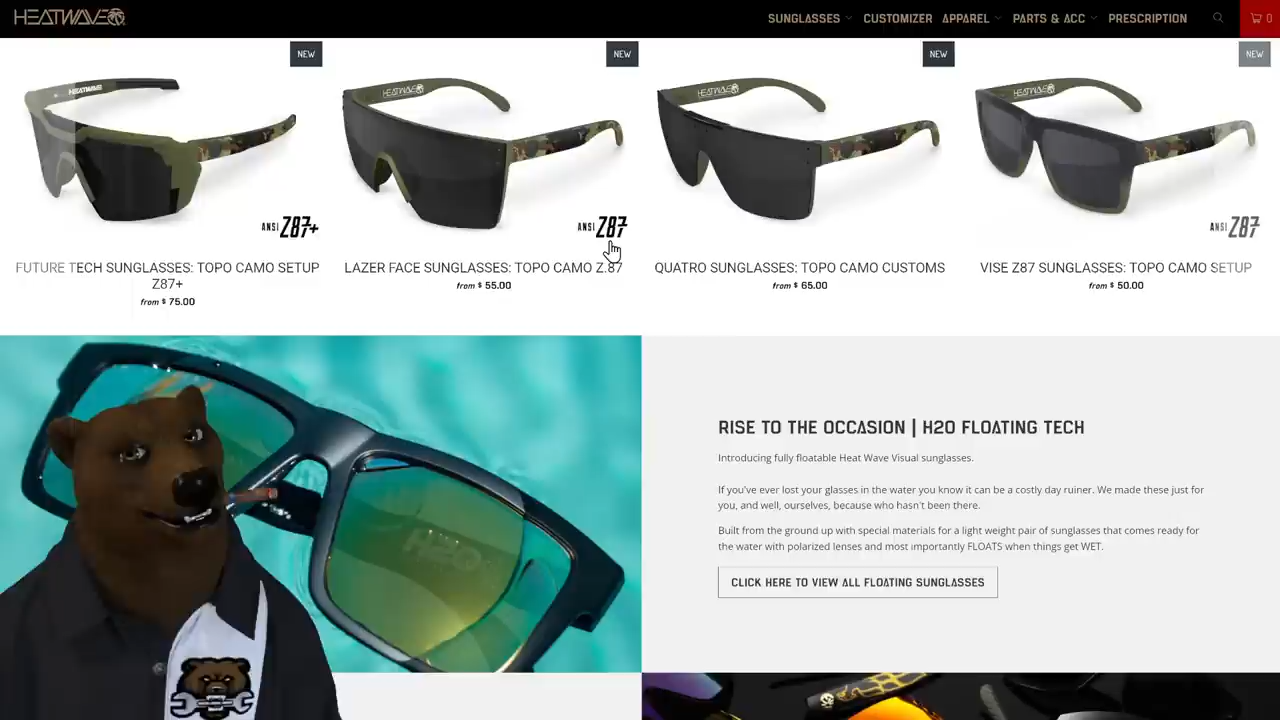 HEATWAVE
SUNGLASSES CUSTOMIZER APPAREL PARTS & ACC PRESCRIPTION 0
NEW NEW NEW NEW
HEATWAVE HEATWAVE HEATWAVE HEATWAVE
ANSI Z87+ ANSI Z87 ANSI Z87
FUTURE TECH SUNGLASSES: TOPO CAMO SETUP
Z87+
from $ 75.00
LAZER FACE SUNGLASSES: TOPO CAMO Z.87
from $ 55.00
QUATRO SUNGLASSES: TOPO CAMO CUSTOMS
from $ 65.00
VISE Z87 SUNGLASSES: TOPO CAMO SETUP
from $ 50.00
H2O
RISE TO THE OCCASION | H2O FLOATING TECH
Introducing fully floatable Heat Wave Visual sunglasses.
If you've ever lost your glasses in the water you know it can be a costly day ruiner. We made these just for
you, and well, ourselves, because who hasn't been there.
Built from the ground up with special materials for a light weight pair of sunglasses that comes ready for
the water with polarized lenses and most importantly FLOATS when things get WET.
CLICK HERE TO VIEW ALL FLOATING SUNGLASSES